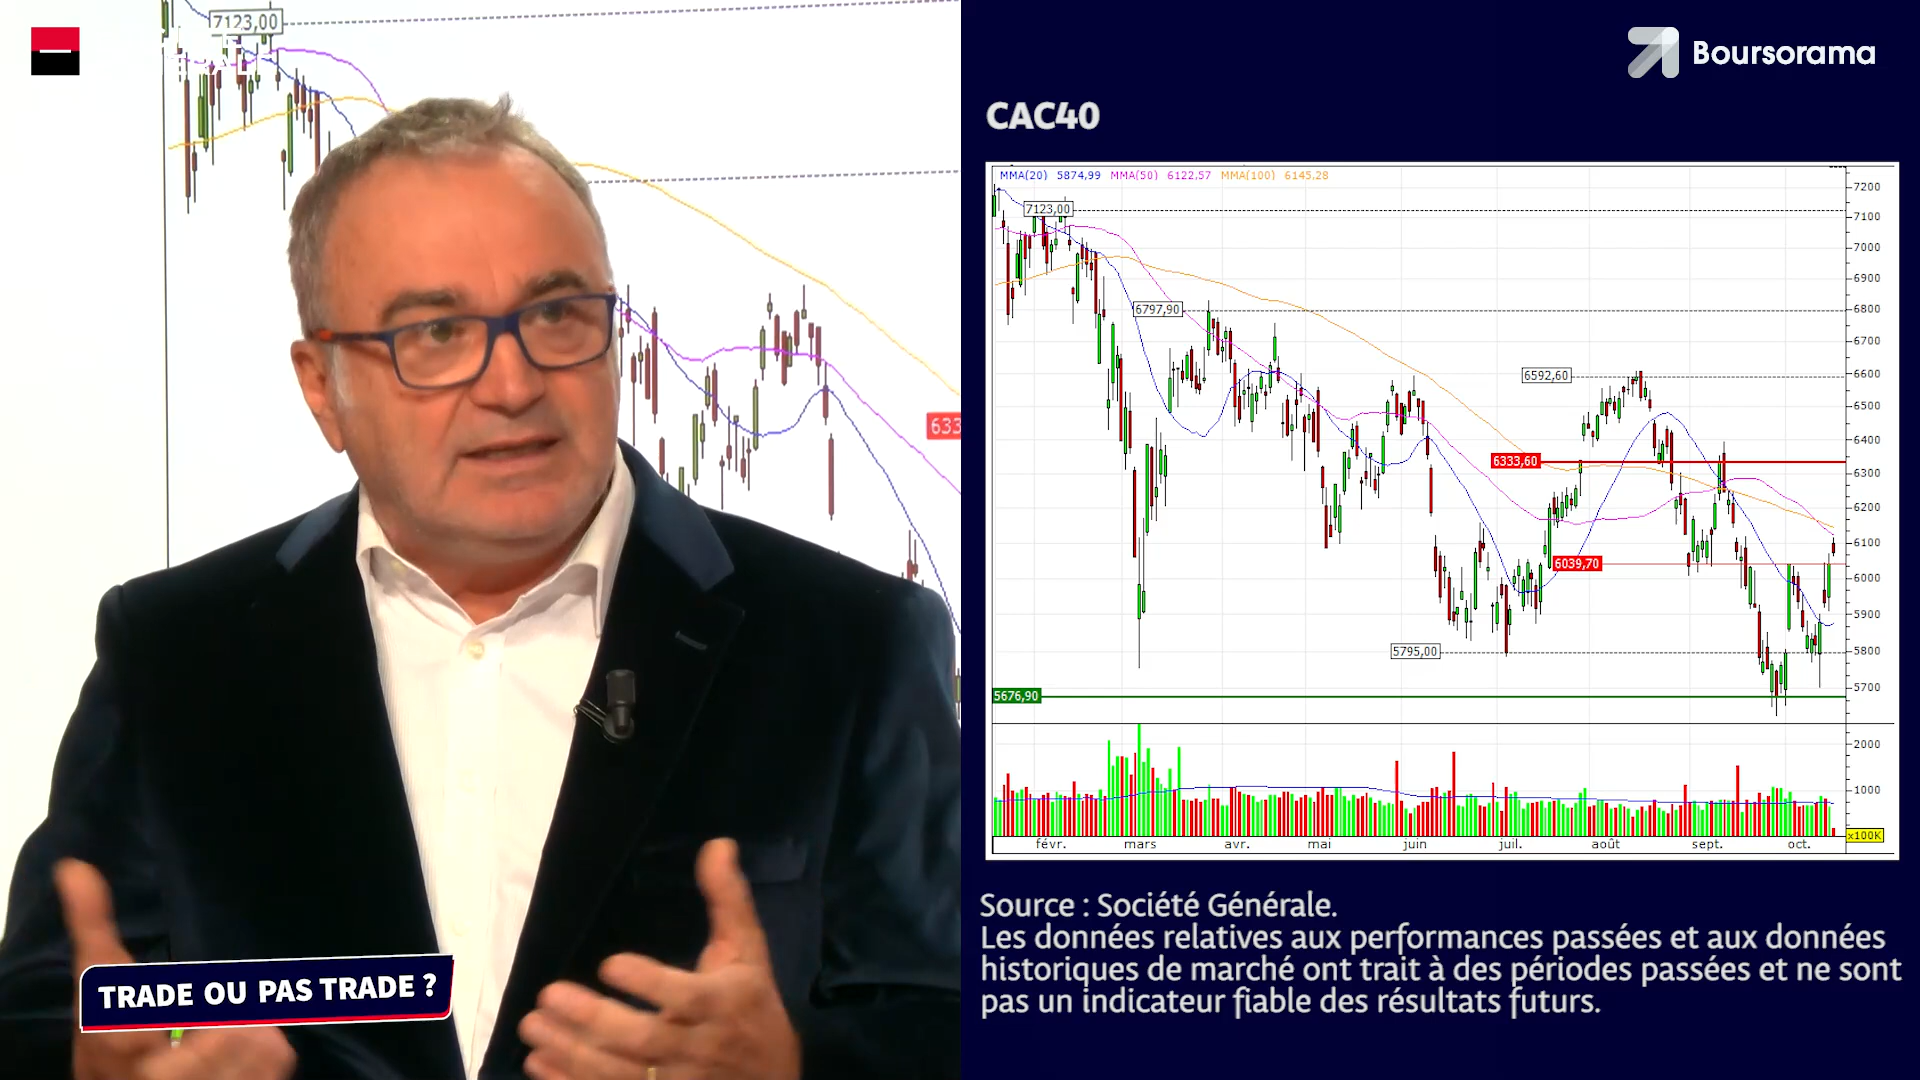 7123,00
633
TRADE OU PAS TRADE ?
Boursorama
CAC40
MMA(20) 5874,99 MMA(50) 6122,57 MMA(100) 6145,28
7123,00
6797,90
6592,60
6333,60
6039,70
5795,00
5676,90
7200
7100
7000
6900
6800
6700
6600
6500
6400
6300
6200
6100
6000
5900
5800
5700
2000
1000
x100K
févr. mars avr. mai juin juil. août sept. oct.
Source : Société Générale.
Les données relatives aux performances passées et aux données
historiques de marché ont trait à des périodes passées et ne sont
pas un indicateur fiable des résultats futurs.